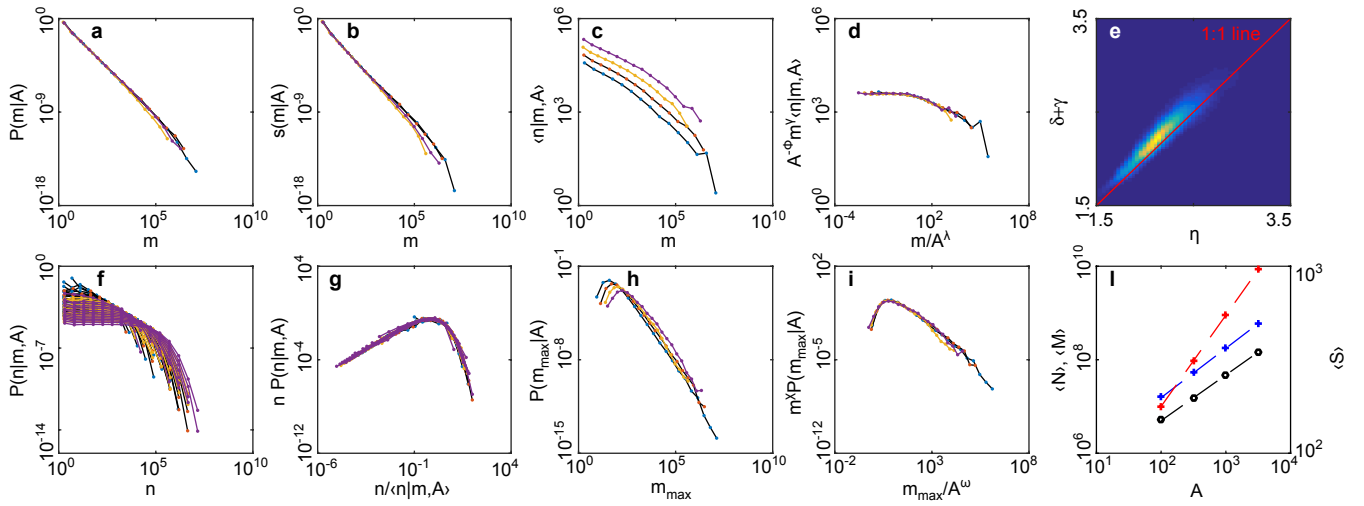 a
P(m|A)
10^0
10^-9
10^-18
10^0
10^5
10^10
m
b
s(m|A)
10^0
10^-9
10^-18
10^0
10^5
10^10
m
c
⟨n|m,A⟩
10^6
10^3
10^0
10^0
10^5
10^10
m
d
A^-Φ m^γ⟨n|m,A⟩
10^6
10^3
10^0
10^-4
10^2
10^8
m/A^λ
e
1:1 line
δ+γ
3.5
1.5
1.5
3.5
η
f
P(n|m,A)
10^0
10^-7
10^-14
10^0
10^5
10^10
n
g
n P(n|m,A)
10^4
10^-4
10^-12
10^-6
10^-1
10^4
n/⟨n|m,A⟩
h
P(m_max|A)
10^-1
10^-8
10^-15
10^0
10^5
10^10
m_max
i
m^χP(m_max|A)
10^2
10^-5
10^-12
10^-2
10^3
10^8
m_max/A^ω
l
⟨N⟩, ⟨M⟩
10^10
10^8
10^6
10^1
10^2
10^3
10^4
A
10^3
10^2
⟨S⟩